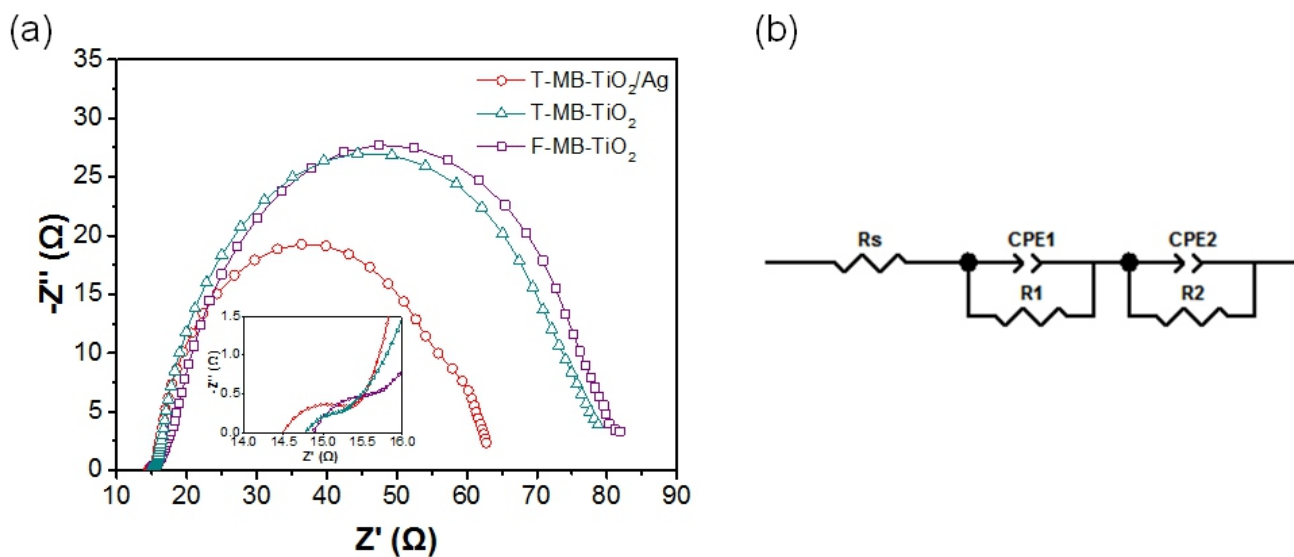 (a)
(b)
35
30
25
20
15
10
5
0
-Z" (Ω)
T-MB-TiO₂/Ag
T-MB-TiO₂
F-MB-TiO₂
1.5
1.0
0.5
0.0
-Z" (Ω)
14.0 14.5 15.0 15.5 16.0
Z' (Ω)
10 20 30 40 50 60 70 80 90
Z' (Ω)
Rs CPE1 CPE2
R1 R2